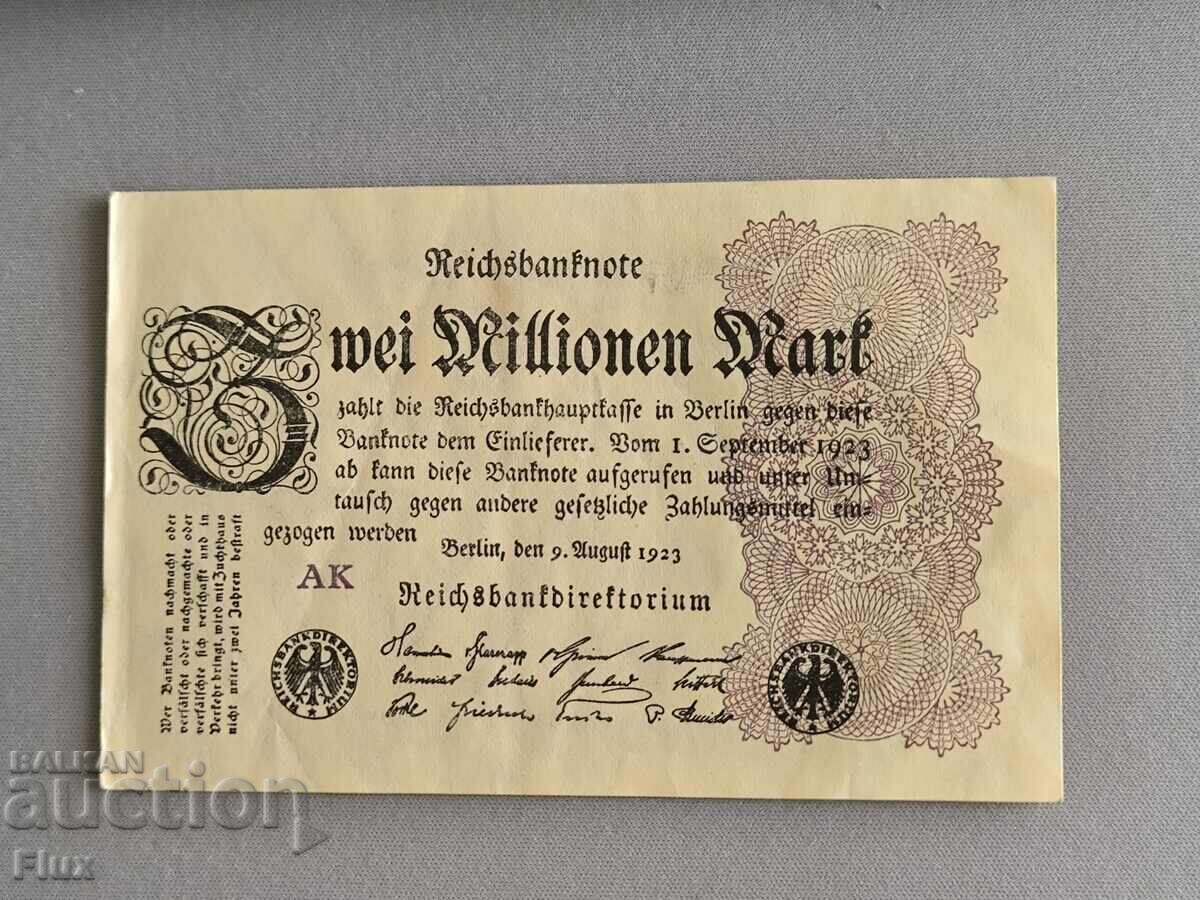 Reichsbanknote
Zwei Millionen Mark
zahlt die Reichsbankhauptkasse in Berlin gegen diese
Banknote dem Einlieferer. Vom 1. September 1923
ab kann diese Banknote aufgerufen und unter Um-
tausch gegen andere gesetzliche Zahlungsmittel ein-
gezogen werden
Berlin, den 9. August 1923
AK
Reichsbankdirektorium
Wer Banknoten nachmacht oder
verfälscht oder nachgemachte oder
verfälschte sich verschafft und in
Verkehr bringt, wird mit Zuchthaus
nicht unter zwei Jahren bestraft
REICHSBANKDIREKTORIUM
REICHSBANKDIREKTORIUM
BALKAN
auction
Flux